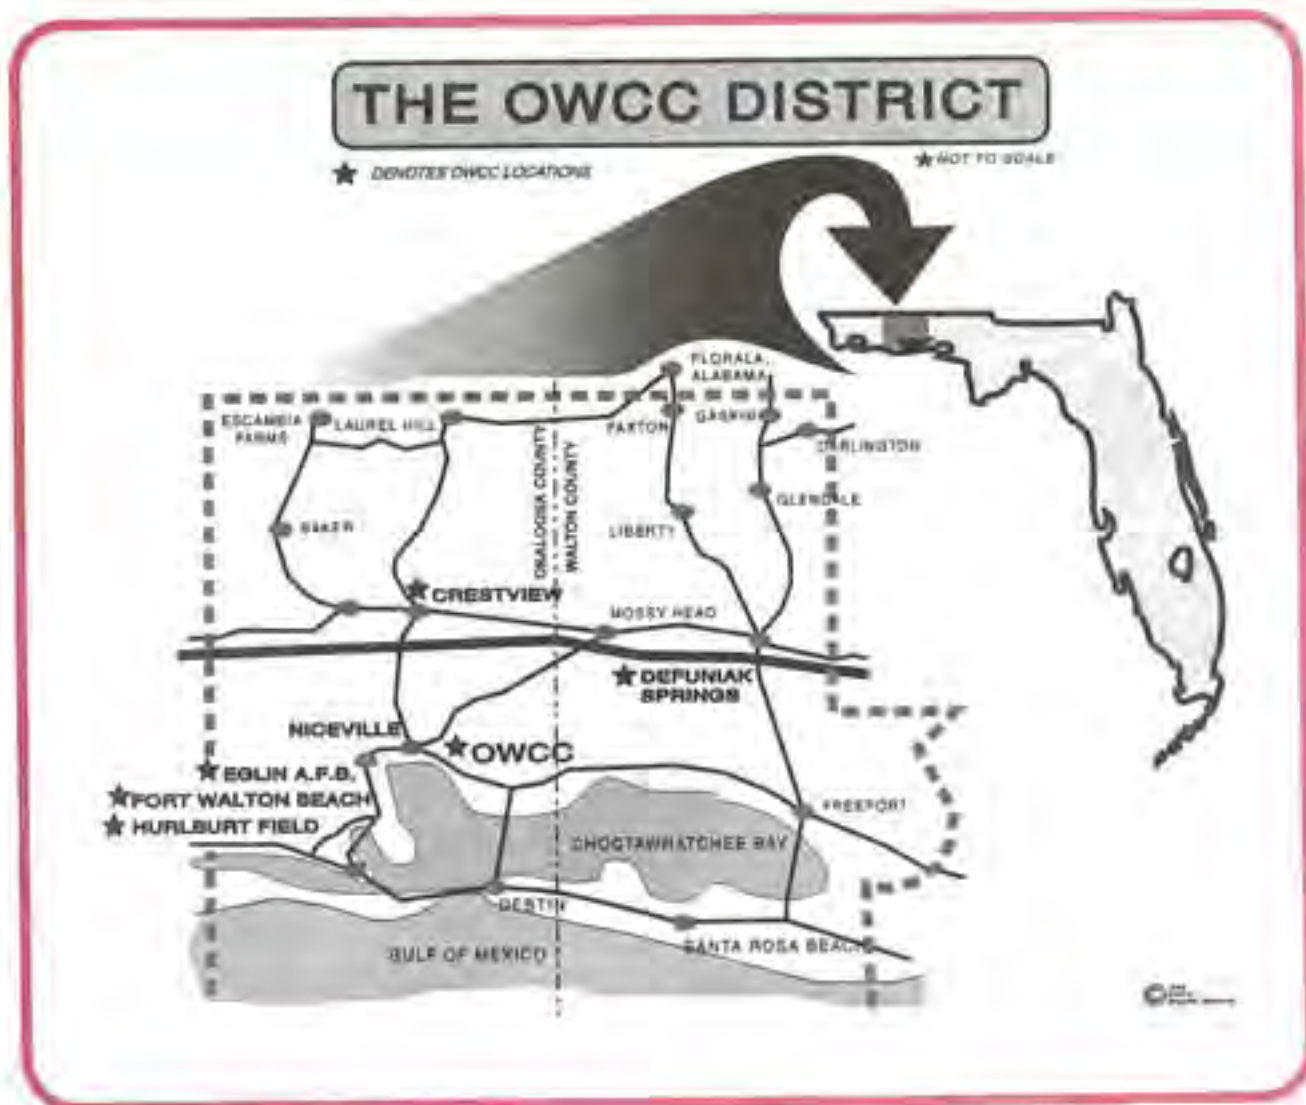 THE OWCC DISTRICT
★ DENOTES OWCC LOCATIONS
★ NOT TO SCALE
FLORALA,
ALABAMA
ESCAMBIA
FARMS
LAUREL HILL
PAXTON
GASKIN
DARLINGTON
OKALOOSA COUNTY
WALTON COUNTY
GLENDALE
BAKER
LIBERTY
★ CRESTVIEW
MOSSY HEAD
★ DEFUNIAK
SPRINGS
NICEVILLE
★ OWCC
★ EGLIN A.F.B.
★ FORT WALTON BEACH
★ HURLBURT FIELD
FREEPORT
CHOCTAWHATCHEE BAY
DESTIN
SANTA ROSA BEACH
GULF OF MEXICO
©